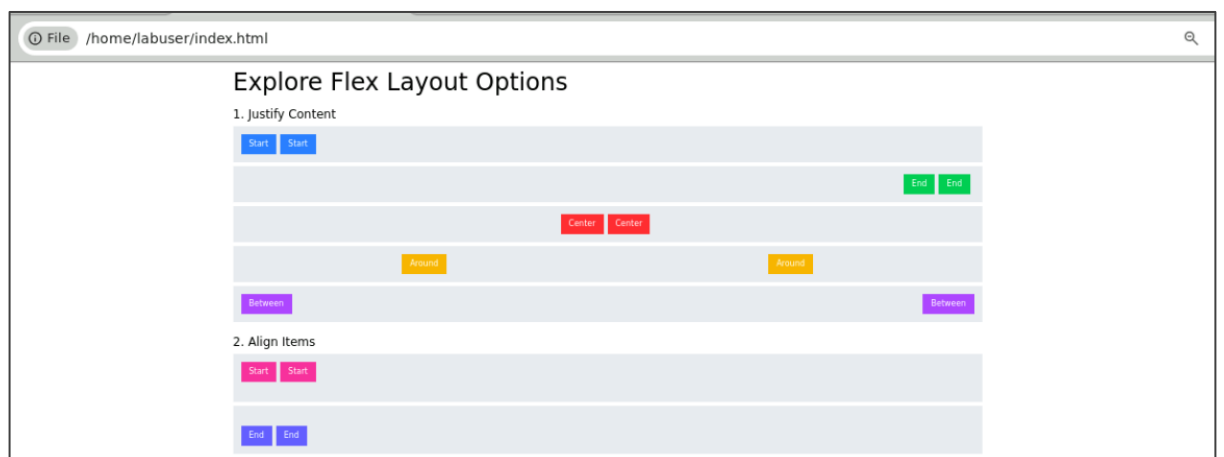 File /home/labuser/index.html
Explore Flex Layout Options
1. Justify Content
Start Start
End End
Center Center
Around Around
Between Between
2. Align Items
Start Start
End End